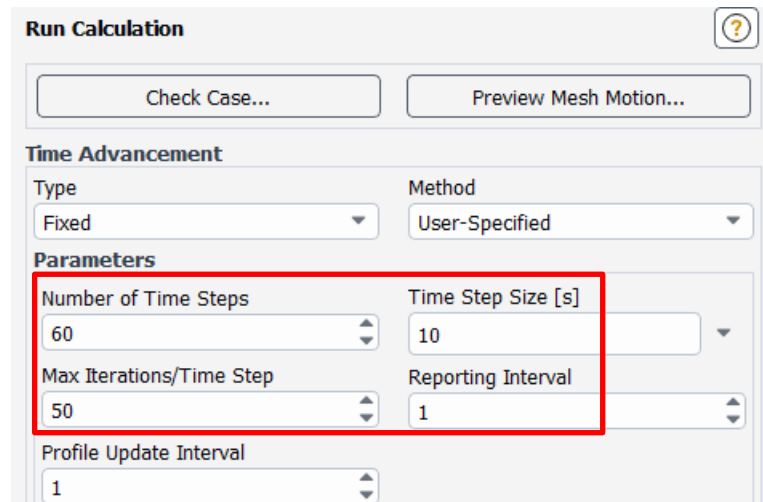 Run Calculation
?
Check Case... Preview Mesh Motion...
Time Advancement
Type Method
Fixed User-Specified
Parameters
Number of Time Steps Time Step Size [s]
60 10
Max Iterations/Time Step Reporting Interval
50 1
Profile Update Interval
1